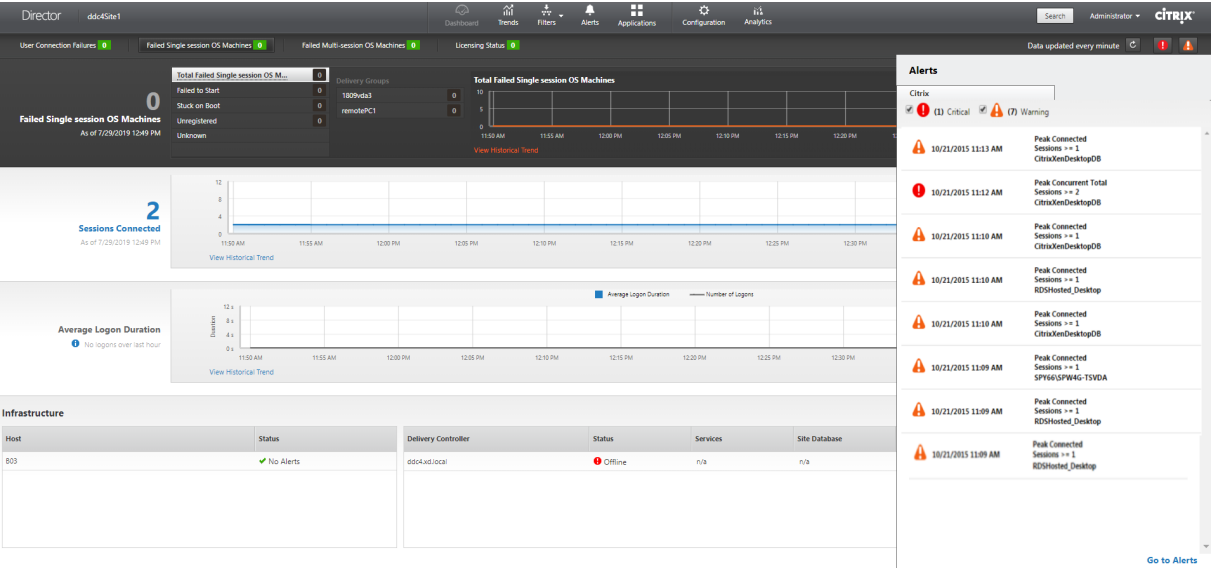 Director ddc4Site1 Dashboard Trends Filters Alerts Applications Configuration Analytics Search Administrator CİTRIX
User Connection Failures 0 Failed Single session OS Machines 0 Failed Multi-session OS Machines 0 Licensing Status 0 Data updated every minute
0
Failed Single session OS Machines
As of 7/29/2019 12:49 PM
Total Failed Single session OS M... 0
Failed to Start 0
Stuck on Boot 0
Unregistered 0
Unknown
Delivery Groups
1809vda3 0
remotePC1 0
Total Failed Single session OS Machines
10
5
0
11:50 AM 11:55 AM 12:00 PM 12:05 PM 12:10 PM 12:15 PM 12:20 PM
View Historical Trend
2
Sessions Connected
As of 7/29/2019 12:49 PM
12
8
4
0
11:50 AM 11:55 AM 12:00 PM 12:05 PM 12:10 PM 12:15 PM 12:20 PM 12:25 PM 12:30 PM
View Historical Trend
Average Logon Duration
No logons over last hour
Average Logon Duration Number of Logons
Duration
12 s
8 s
4 s
0 s
11:50 AM 11:55 AM 12:00 PM 12:05 PM 12:10 PM 12:15 PM 12:20 PM 12:25 PM 12:30 PM
View Historical Trend
Infrastructure
Host Status
803 No Alerts
Delivery Controller Status Services Site Database
ddc4.xd.local Offline n/a n/a
Alerts
Citrix
(1) Critical (7) Warning
10/21/2015 11:13 AM
Peak Connected
Sessions >= 1
CitrixXenDesktopDB
10/21/2015 11:12 AM
Peak Concurrent Total
Sessions >= 2
CitrixXenDesktopDB
10/21/2015 11:10 AM
Peak Connected
Sessions >= 1
CitrixXenDesktopDB
10/21/2015 11:10 AM
Peak Connected
Sessions >= 1
RDSHosted_Desktop
10/21/2015 11:10 AM
Peak Connected
Sessions >= 1
CitrixXenDesktopDB
10/21/2015 11:09 AM
Peak Connected
Sessions >= 1
SPY66\SPW4G-TSVDA
10/21/2015 11:09 AM
Peak Connected
Sessions >= 1
RDSHosted_Desktop
10/21/2015 11:09 AM
Peak Connected
Sessions >= 1
RDSHosted_Desktop
Go to Alerts